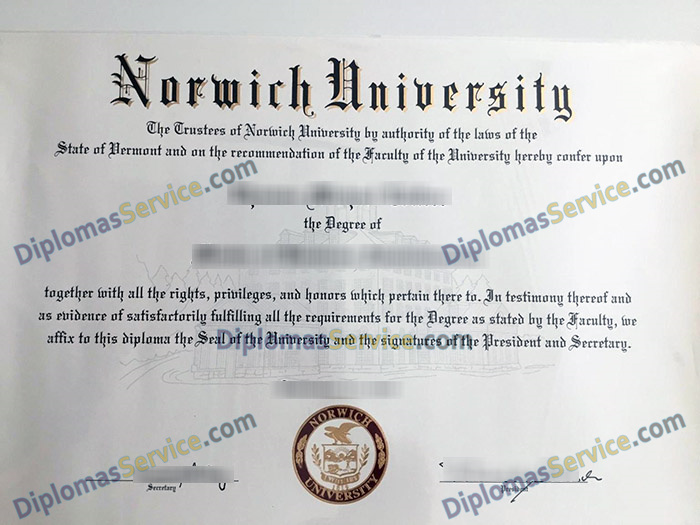 Norwich University
The Trustees of Norwich University by authority of the laws of the
State of Vermont and on the recommendation of the Faculty of the University hereby confer upon
DiplomasService.com
DiplomasService.com
the Degree of
together with all the rights, privileges, and honors which pertain there to. In testimony thereof and
as evidence of satisfactorily fulfilling all the requirements for the Degree as stated by the Faculty, we
affix to this diploma the Seal of the University and the signatures of the President and Secretary.
DiplomasService.com
NORWICH
1819
UNIVERSITY
DiplomasService.com
DiplomasService.com
Secretary